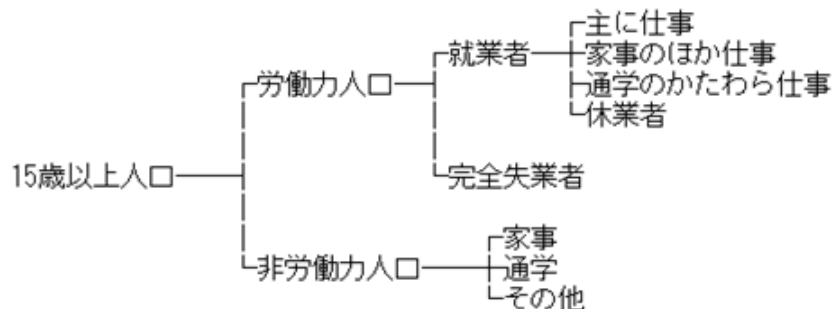 主に仕事
就業者
家事のほか仕事
労働力人口
通学のかたわら仕事
休業者
15歳以上人口
完全失業者
家事
非労働力人口
通学
その他